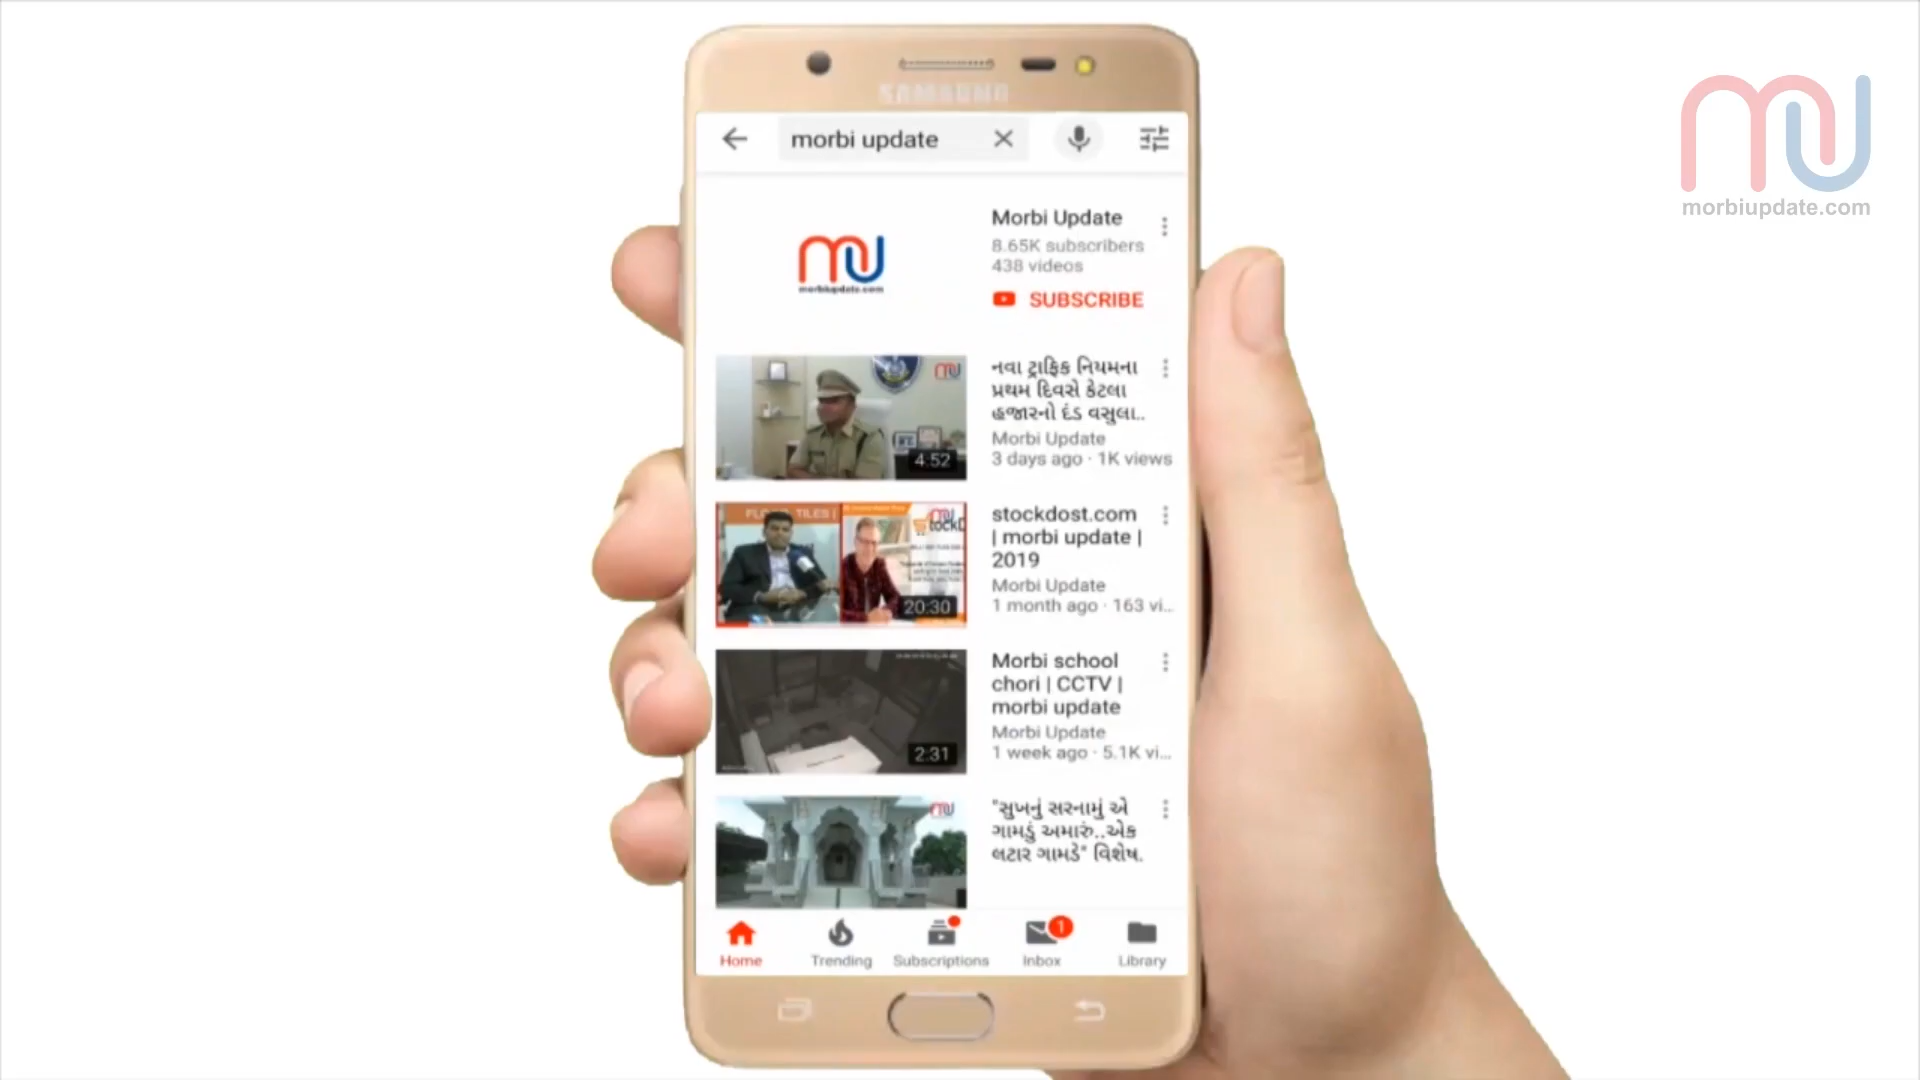 SAMSUNG
morbi update
morbiupdate.com
Morbi Update
8.65K subscribers
438 videos
SUBSCRIBE
morbiupdate.com
નવા ટ્રાફિક નિયમના
પ્રથમ દિવસે કેટલા
હજારનો દંડ વસુલા..
Morbi Update
3 days ago · 1K views
4:52
stockdost.com
| morbi update |
2019
Morbi Update
1 month ago · 163 vi...
TILES |
20:30
Morbi school
chori | CCTV |
morbi update
Morbi Update
1 week ago · 5.1K vi...
2:31
"સુખનું સરનામું એ
ગામડું અમારું..એક
લટાર ગામડે" વિશેષ.
1
Home Trending Subscriptions Inbox Library